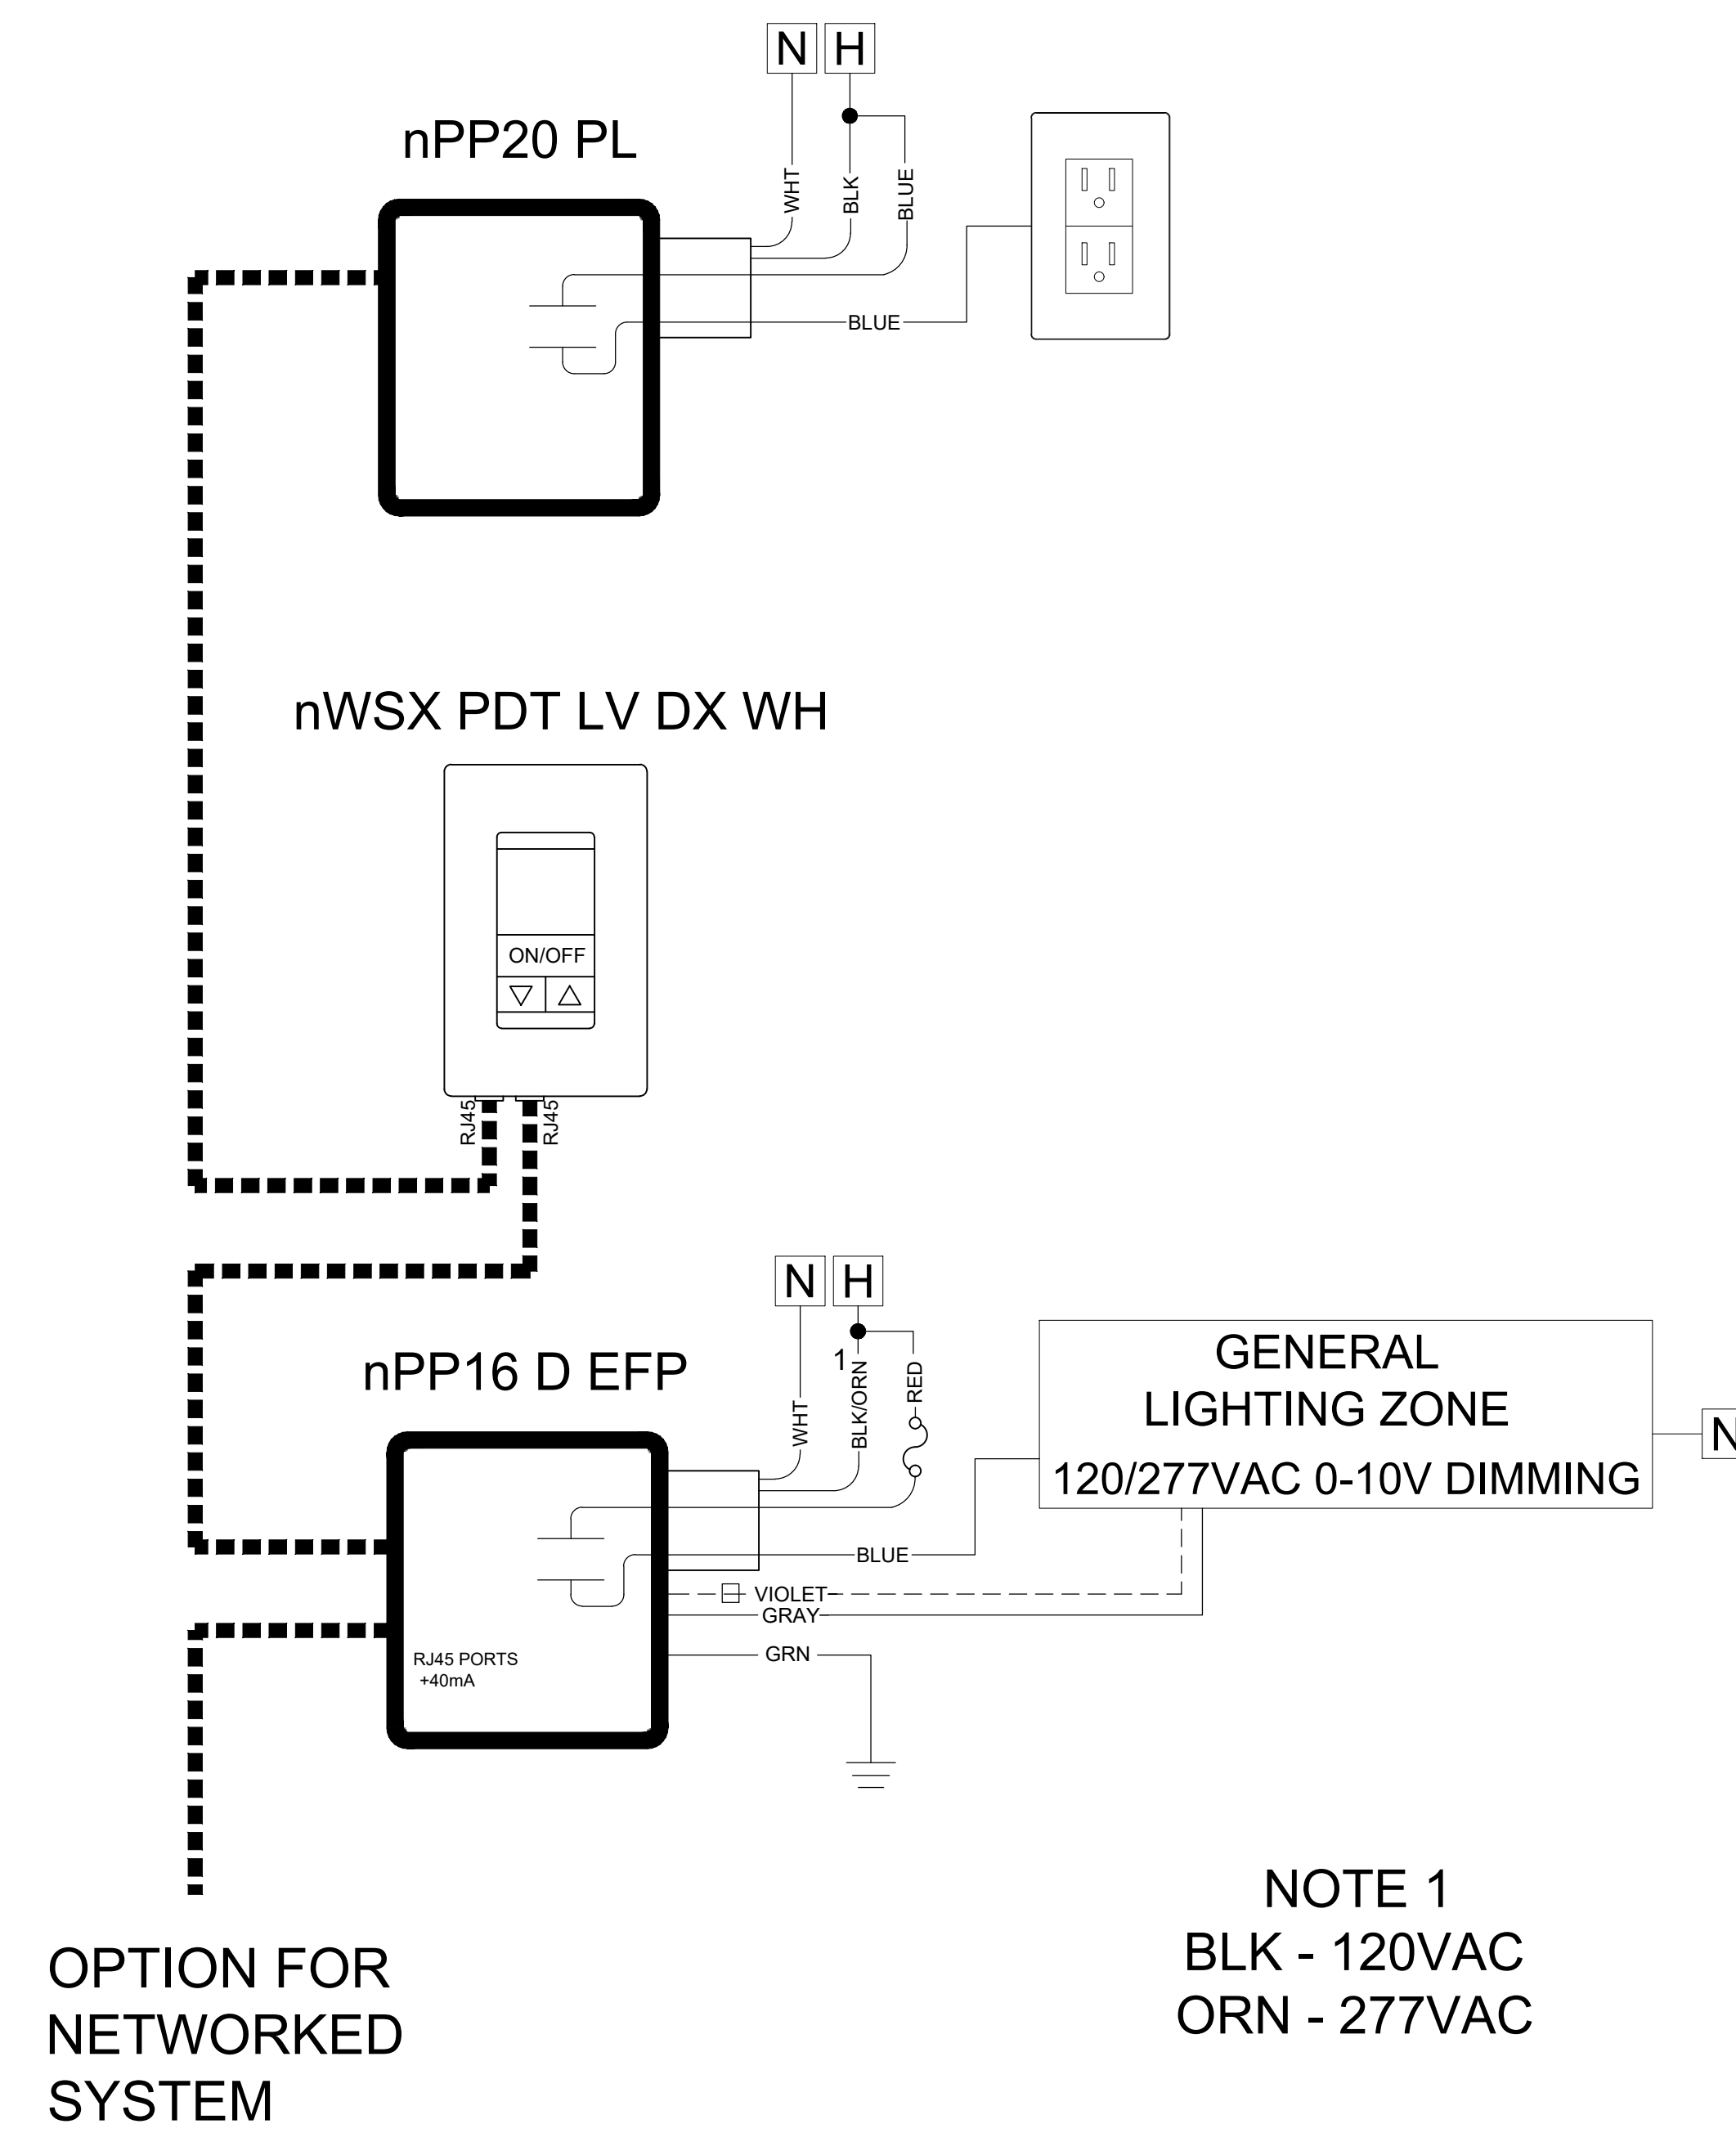 N H
nPP20 PL
WHT
BLK
BLUE
BLUE
nWSX PDT LV DX WH
ON/OFF
RJ45
RJ45
N H
nPP16 D EFP
1
WHT
BLK/ORN
RED
GENERAL
LIGHTING ZONE
120/277VAC 0-10V DIMMING
N
BLUE
VIOLET
GRAY
GRN
RJ45 PORTS
+40mA
NOTE 1
BLK - 120VAC
ORN - 277VAC
OPTION FOR
NETWORKED
SYSTEM